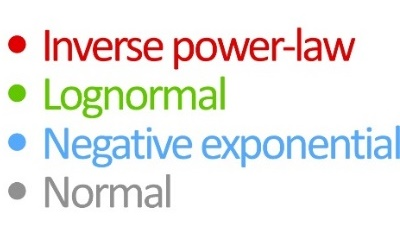 • Inverse power-law
• Lognormal
• Negative exponential
• Normal